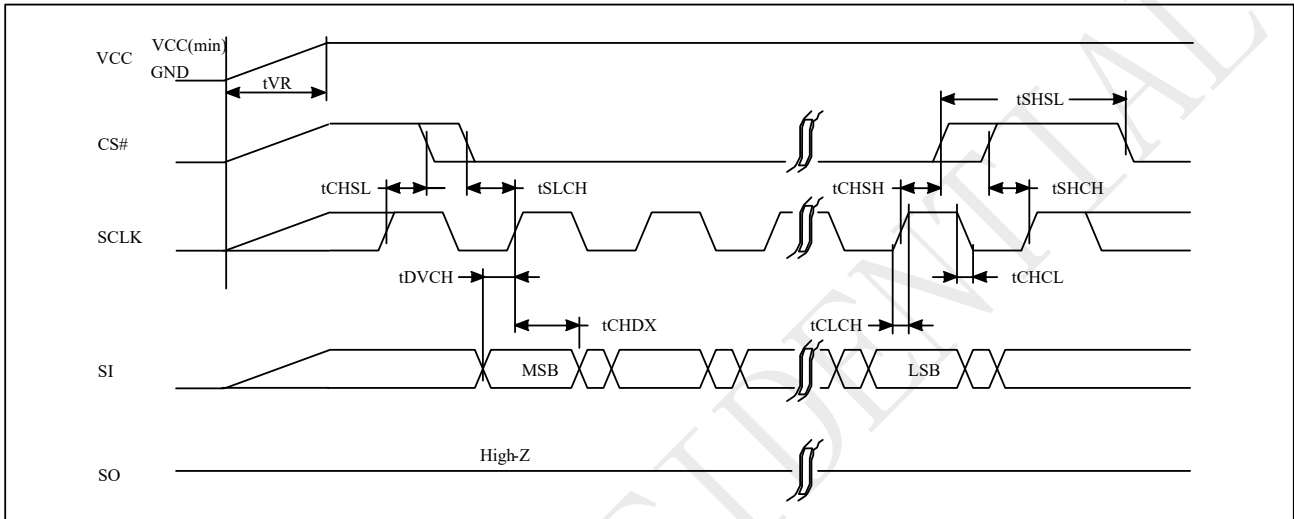 VCC
VCC(min)
GND
tVR
tSHSL
CS#
tCHSL
tSLCH
tCHSH
tSHCH
SCLK
tDVCH
tCHCL
tCHDX
tCLCH
SI
MSB
LSB
SO
High-Z